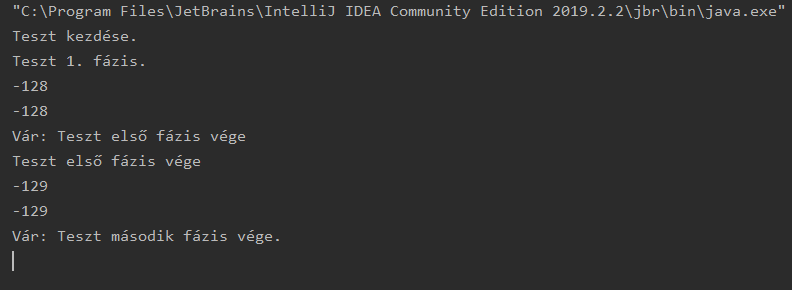 "C:\Program Files\JetBrains\IntelliJ IDEA Community Edition 2019.2.2\jbr\bin\java.exe"
Teszt kezdése.
Teszt 1. fázis.
-128
-128
Vár: Teszt első fázis vége
Teszt első fázis vége
-129
-129
Vár: Teszt második fázis vége.